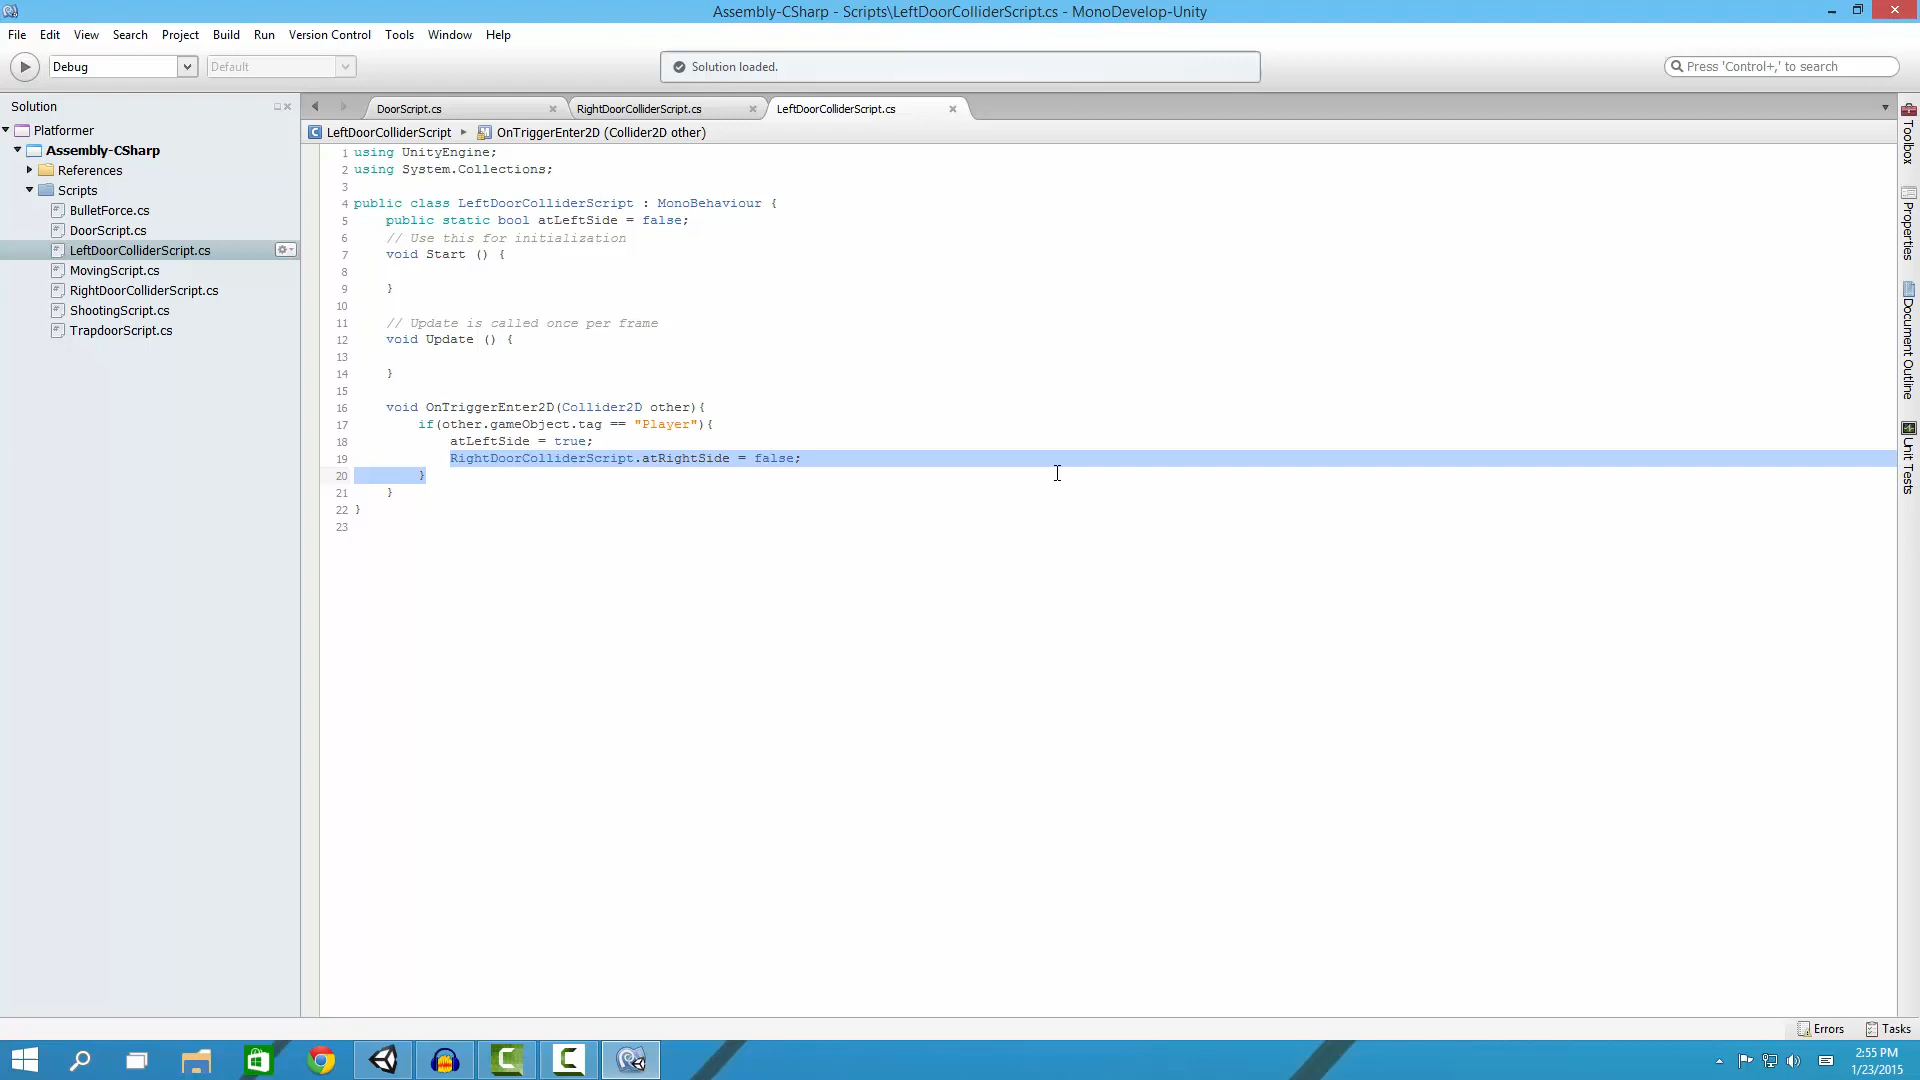 Assembly-CSharp - Scripts\LeftDoorColliderScript.cs - MonoDevelop-Unity
File Edit View Search Project Build Run Version Control Tools Window Help
Debug Default Solution loaded. Press 'Control+,' to search
Solution
Platformer
Assembly-CSharp
References
Scripts
BulletForce.cs
DoorScript.cs
LeftDoorColliderScript.cs
MovingScript.cs
RightDoorColliderScript.cs
ShootingScript.cs
TrapdoorScript.cs
DoorScript.cs RightDoorColliderScript.cs LeftDoorColliderScript.cs
LeftDoorColliderScript OnTriggerEnter2D (Collider2D other)
1 using UnityEngine;
2 using System.Collections;
3
4 public class LeftDoorColliderScript : MonoBehaviour {
5 public static bool atLeftSide = false;
6 // Use this for initialization
7 void Start () {
8
9 }
10
11 // Update is called once per frame
12 void Update () {
13
14 }
15
16 void OnTriggerEnter2D(Collider2D other){
17 if(other.gameObject.tag == "Player"){
18 atLeftSide = true;
19 RightDoorColliderScript.atRightSide = false;
20 }
21 }
22 }
23
Toolbox
Properties
Document Outline
Unit Tests
Errors Tasks
2:55 PM
1/23/2015